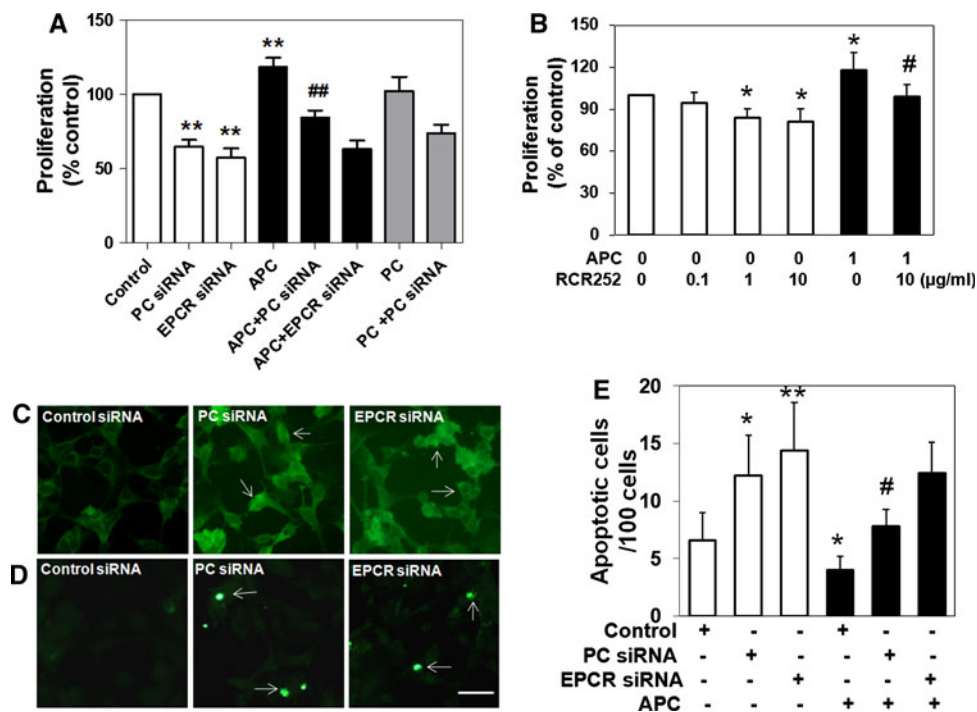 A
Proliferation
(% control)
150
100
50
0
**
**
**
##
Control
PC siRNA
EPCR siRNA
APC
APC+PC siRNA
APC+EPCR siRNA
PC
PC +PC siRNA
B
Proliferation
(% of control)
150
120
90
60
30
0
*
*
*
#
APC 0 0 0 0 1 1
RCR252 0 0.1 1 10 0 10 (µg/ml)
C
Control siRNA
PC siRNA
EPCR siRNA
D
Control siRNA
PC siRNA
EPCR siRNA
E
Apoptotic cells
/100 cells
20
15
10
5
0
*
**
*
#
Control + - - + - -
PC siRNA - + - - + -
EPCR siRNA - - + - - +
APC - - - + + +